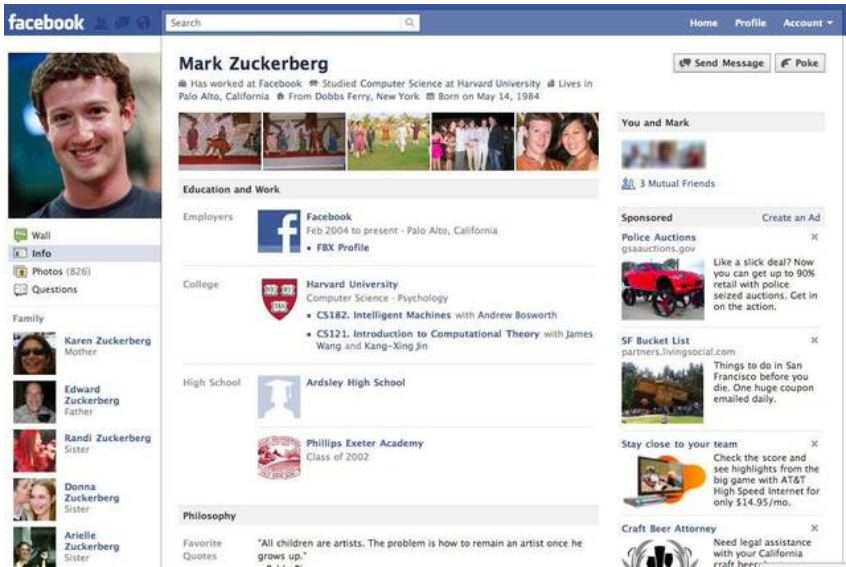 facebook
Search
Home Profile Account
Mark Zuckerberg
Has worked at Facebook Studied Computer Science at Harvard University Lives in
Palo Alto, California From Dobbs Ferry, New York Born on May 14, 1984
Send Message Poke
Wall
Info
Photos (826)
Questions
Family
Karen Zuckerberg
Mother
Edward
Zuckerberg
Father
Randi Zuckerberg
Sister
Donna
Zuckerberg
Sister
Arielle
Zuckerberg
Sister
Education and Work
Employers
Facebook
Feb 2004 to present · Palo Alto, California
FBX Profile
College
Harvard University
Computer Science · Psychology
CS182. Intelligent Machines with Andrew Bosworth
CS121. Introduction to Computational Theory with James
Wang and Kang-Xing Jin
High School
Ardsley High School
Phillips Exeter Academy
Class of 2002
Philosophy
Favorite
Quotes
"All children are artists. The problem is how to remain an artist once he
grows up."
You and Mark
3 Mutual Friends
Sponsored Create an Ad
Police Auctions
gsaauctions.gov
Like a slick deal? Now
you can get up to 90%
retail with police
seized auctions. Get in
on the action.
SF Bucket List
partners.livingsocial.com
Things to do in San
Francisco before you
die. One huge coupon
emailed daily.
Stay close to your team
Check the score and
see highlights from the
big game with AT&T
High Speed Internet for
only $14.95/mo.
Craft Beer Attorney
Need legal assistance
with your California